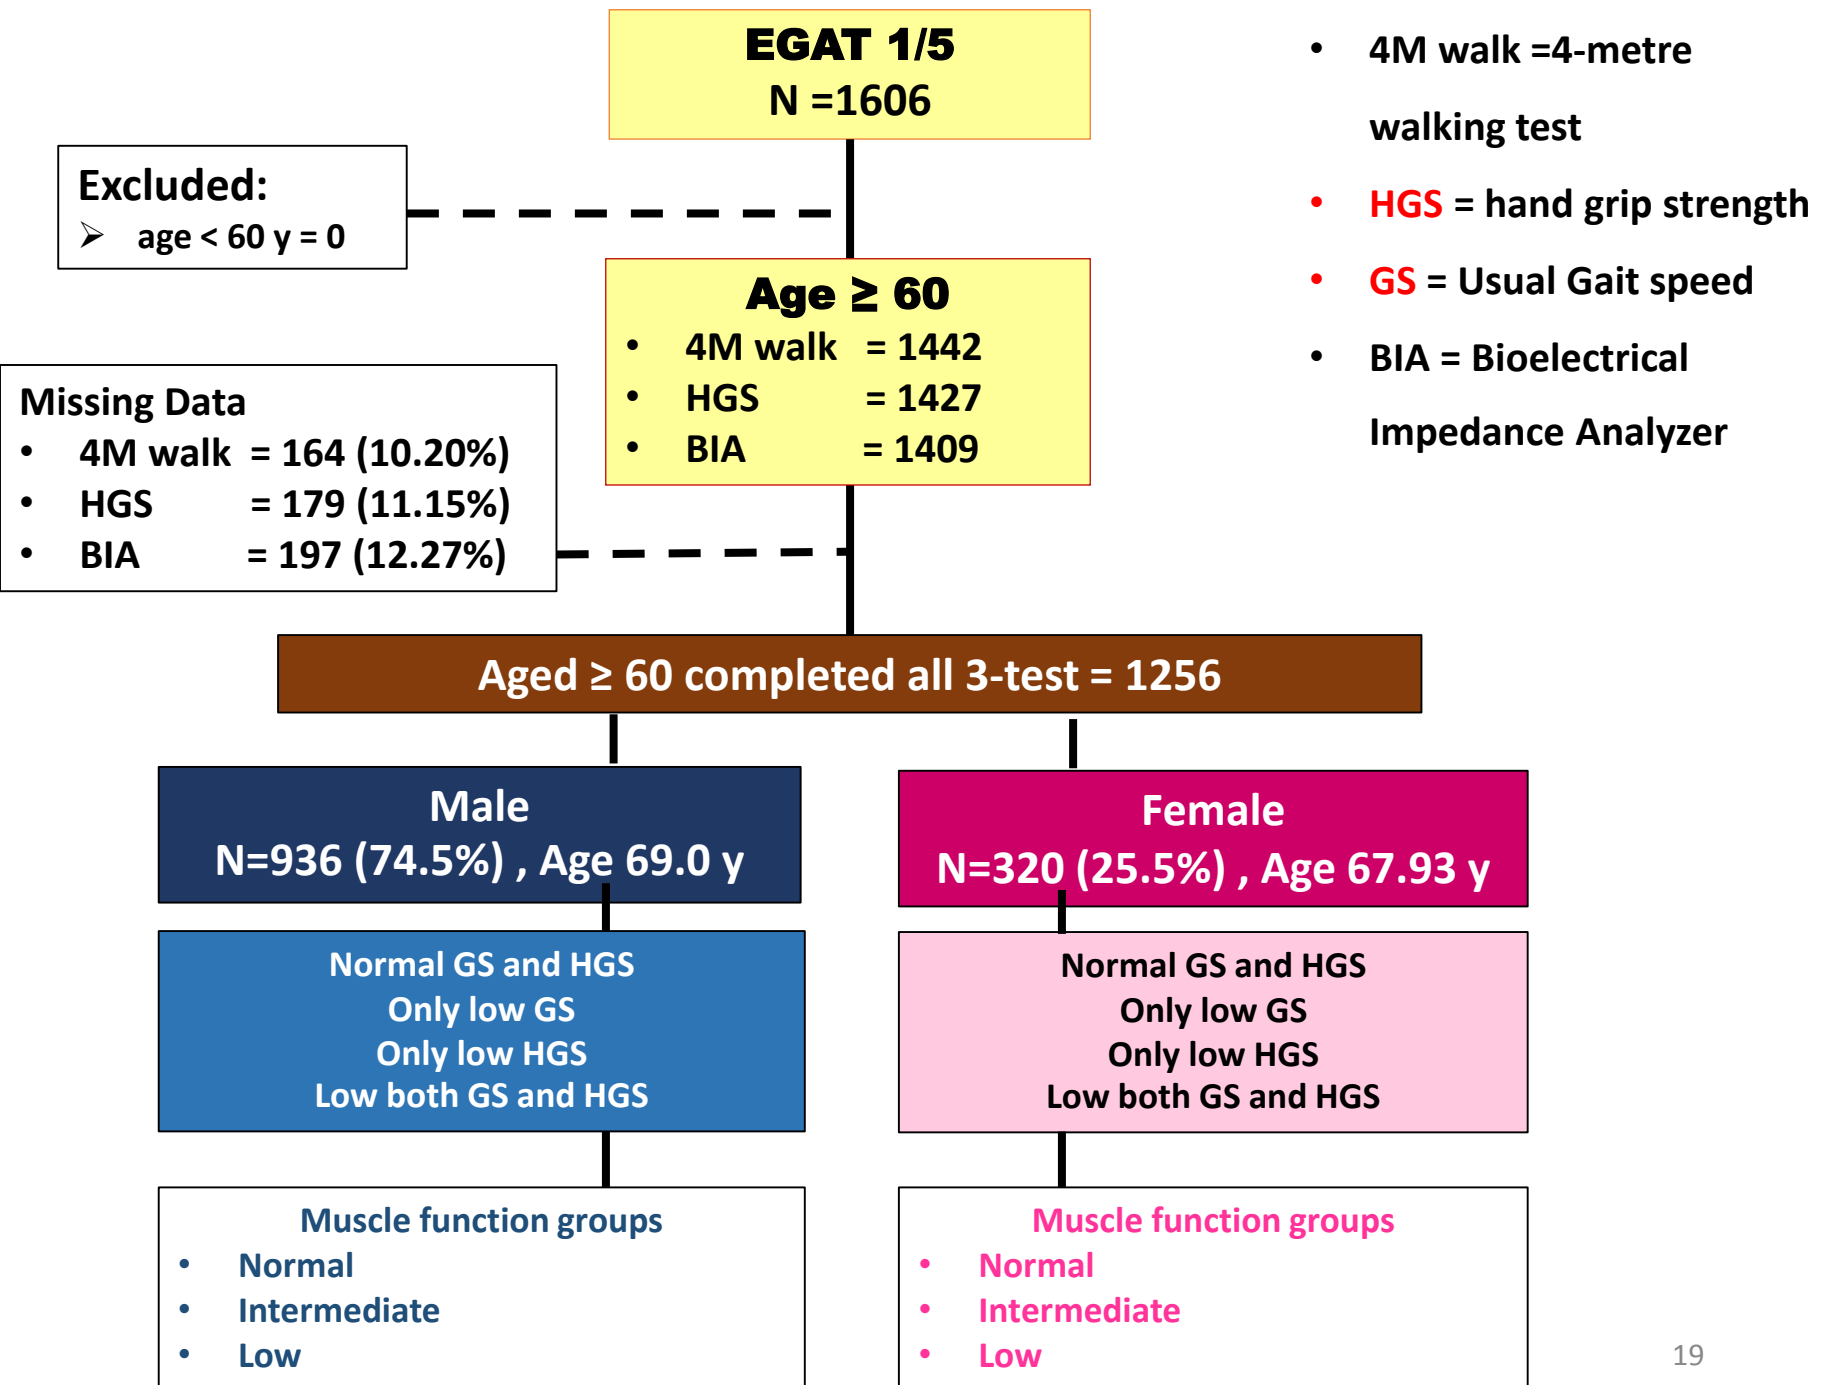 EGAT 1/5
N =1606
Excluded:
➢ age < 60 y = 0
Age ≥ 60
• 4M walk = 1442
• HGS = 1427
• BIA = 1409
Missing Data
• 4M walk = 164 (10.20%)
• HGS = 179 (11.15%)
• BIA = 197 (12.27%)
• 4M walk =4-metre
walking test
• HGS = hand grip strength
• GS = Usual Gait speed
• BIA = Bioelectrical
Impedance Analyzer
Aged ≥ 60 completed all 3-test = 1256
Male
N=936 (74.5%) , Age 69.0 y
Normal GS and HGS
Only low GS
Only low HGS
Low both GS and HGS
Muscle function groups
• Normal
• Intermediate
• Low
Female
N=320 (25.5%) , Age 67.93 y
Normal GS and HGS
Only low GS
Only low HGS
Low both GS and HGS
Muscle function groups
• Normal
• Intermediate
• Low
19